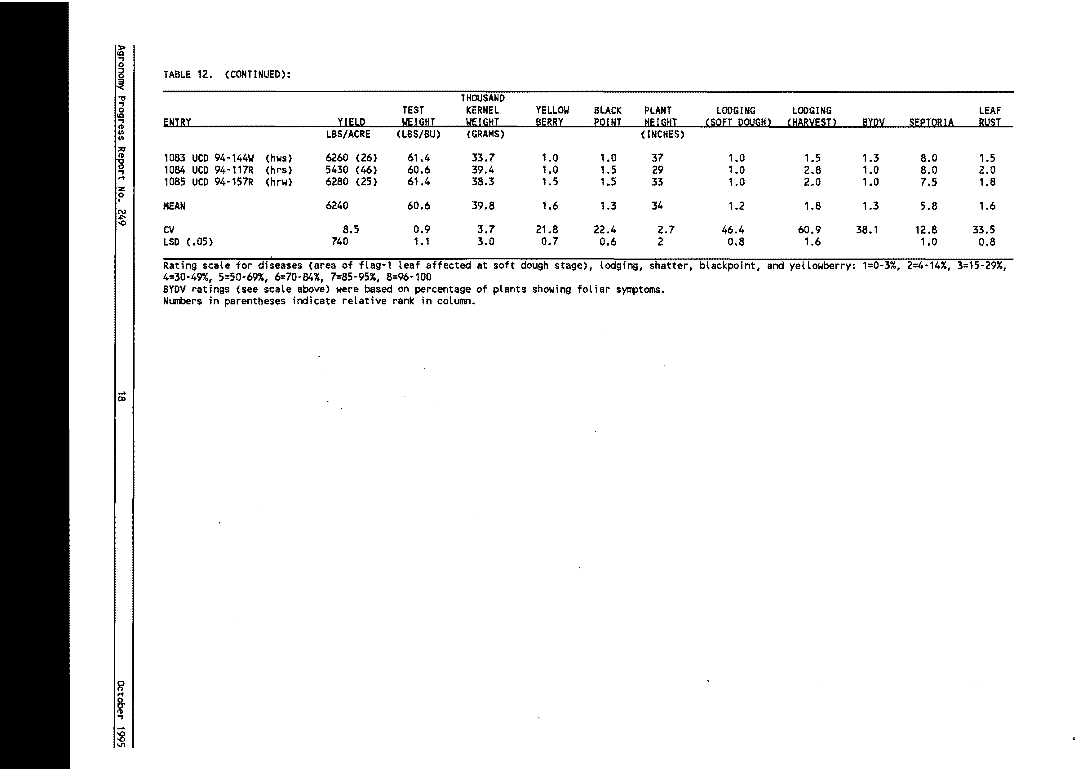 TABLE 12. (CONTINUED):
THOUSAND
TEST KERNEL YELLOW BLACK PLANT LODGING LODGING LEAF
ENTRY YIELD WEIGHT WEIGHT BERRY POINT HEIGHT (SOFT DOUGH) (HARVEST) BYDV SEPTORIA RUST
LBS/ACRE (LBS/BU) (GRAMS) (INCHES)
1083 UCD 94-144W (hws) 6260 (26) 61.4 33.7 1.0 1.0 37 1.0 1.5 1.3 8.0 1.5
1084 UCD 94-117R (hrs) 5430 (46) 60.6 39.4 1.0 1.5 29 1.0 2.8 1.0 8.0 2.0
1085 UCD 94-157R (hrw) 6280 (25) 61.4 38.3 1.5 1.5 33 1.0 2.0 1.0 7.5 1.8
MEAN 6240 60.6 39.8 1.6 1.3 34 1.2 1.8 1.3 5.8 1.6
CV 8.5 0.9 3.7 21.8 22.4 2.7 46.4 60.9 38.1 12.8 33.5
LSD (.05) 740 1.1 3.0 0.7 0.6 2 0.8 1.6 1.0 0.8
Rating scale for diseases (area of flag-1 leaf affected at soft dough stage), lodging, shatter, blackpoint, and yellowberry: 1=0-3%, 2=4-14%, 3=15-29%,
4=30-49%, 5=50-69%, 6=70-84%, 7=85-95%, 8=96-100
BYDV ratings (see scale above) were based on percentage of plants showing foliar symptoms.
Numbers in parentheses indicate relative rank in column.
Agronomy Progress Report No. 249 18 October 1995